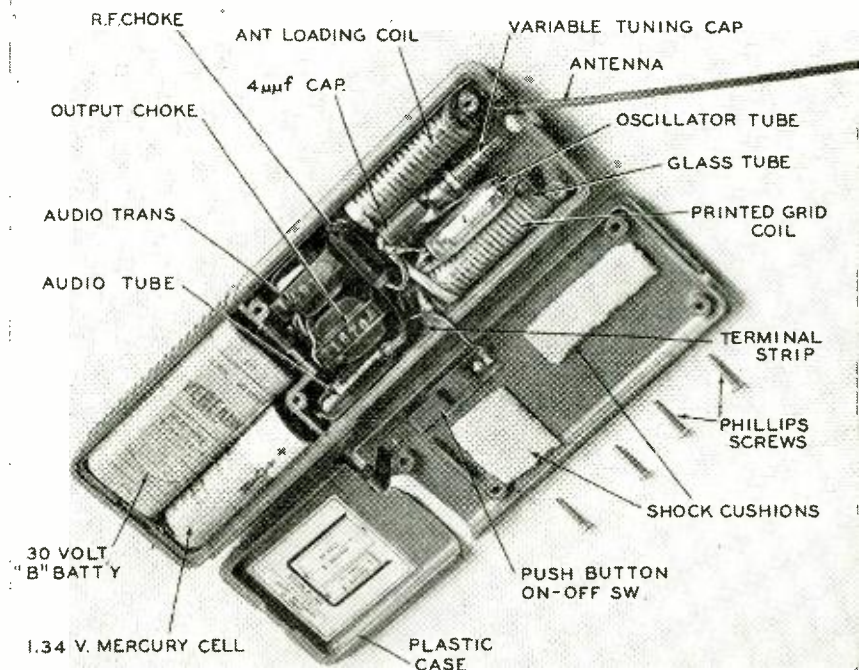 R.F. CHOKE
ANT LOADING COIL
VARIABLE TUNING CAP
4μμf CAP.
ANTENNA
OUTPUT CHOKE
OSCILLATOR TUBE
GLASS TUBE
AUDIO TRANS
PRINTED GRID
COIL
AUDIO TUBE
TERMINAL
STRIP
PHILLIPS
SCREWS
SHOCK CUSHIONS
30 VOLT
"B" BATT'Y
PUSH BUTTON
ON-OFF SW.
1.34 V. MERCURY CELL
PLASTIC
CASE